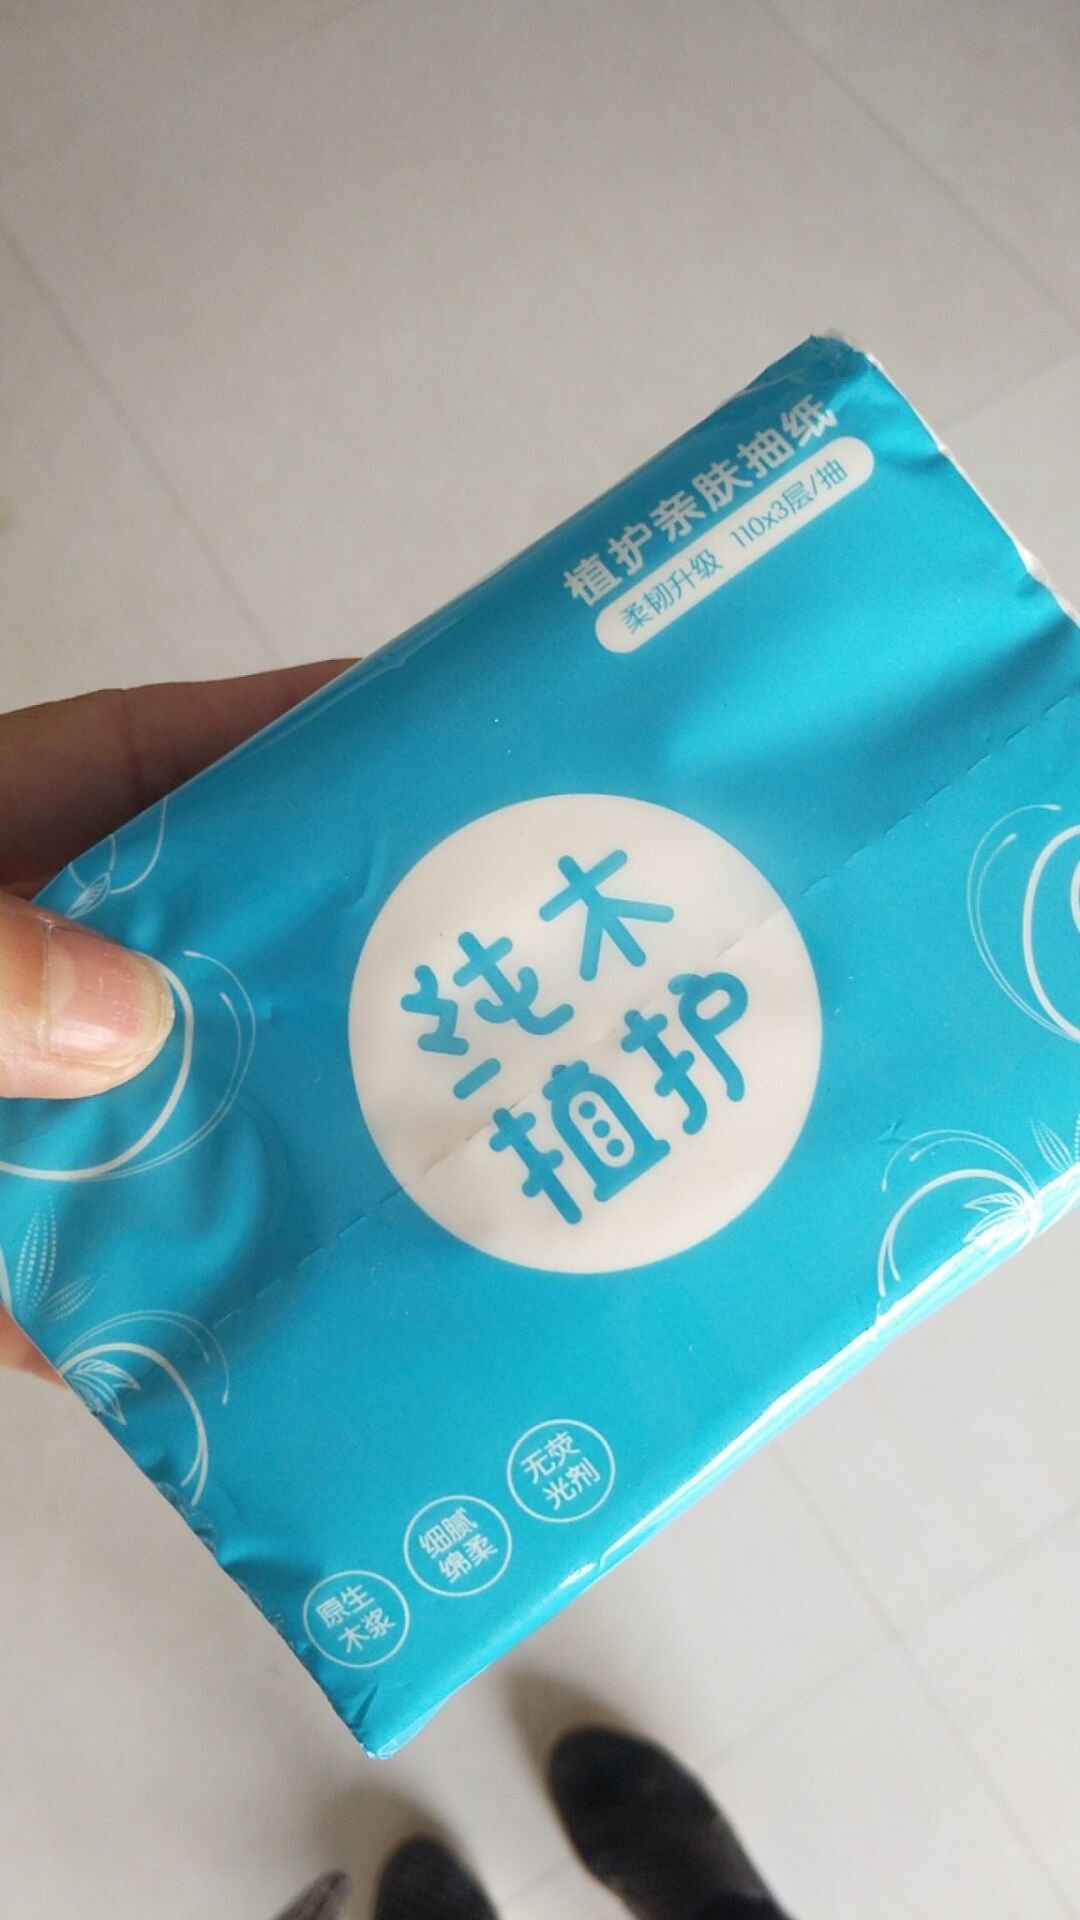 植护亲肤抽纸
柔韧升级 110x3层/抽
纯木
植护
原生
木浆
细腻
绵柔
无荧
光剂